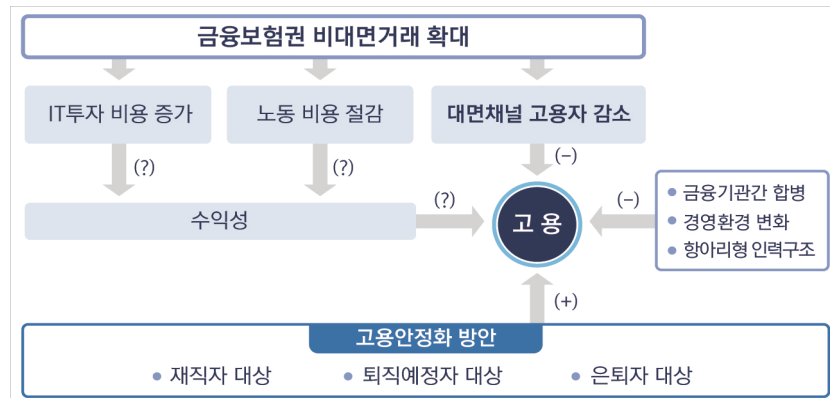 금융보험권 비대면거래 확대
IT투자 비용 증가
노동 비용 절감
대면채널 고용자 감소
(?)
(?)
(−)
수익성
(?)
고 용
(−)
• 금융기관간 합병
• 경영환경 변화
• 항아리형 인력구조
(+)
고용안정화 방안
• 재직자 대상
• 퇴직예정자 대상
• 은퇴자 대상